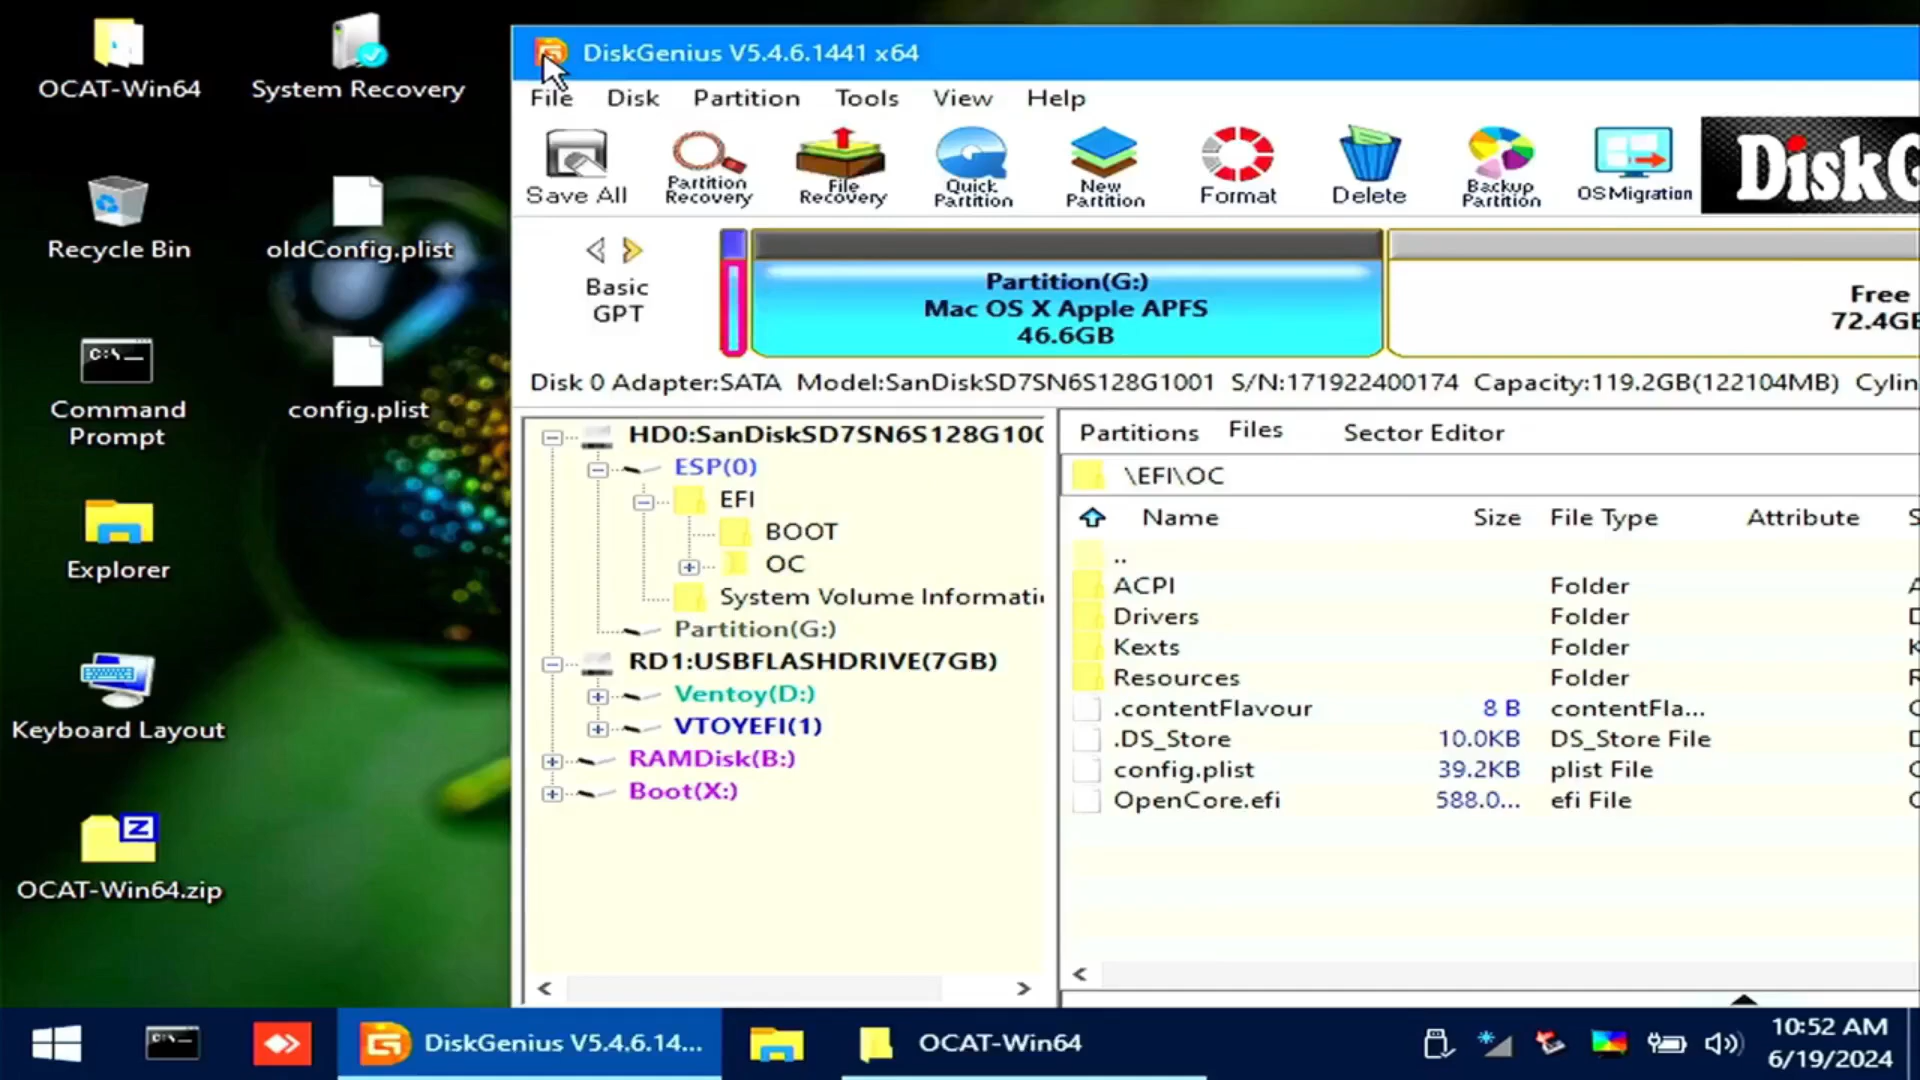 OCAT-Win64
System Recovery
Recycle Bin
oldConfig.plist
C:\
Command
Prompt
config.plist
Explorer
Keyboard Layout
Z
OCAT-Win64.zip
DiskGenius V5.4.6.1441 x64
File Disk Partition Tools View Help
Save All
Partition
Recovery
File
Recovery
Quick
Partition
New
Partition
Format
Delete
Backup
Partition
OS Migration
DiskG
Basic
GPT
Partition(G:)
Mac OS X Apple APFS
46.6GB
Free
72.4GB
Disk 0 Adapter:SATA Model:SanDiskSD7SN6S128G1001 S/N:171922400174 Capacity:119.2GB(122104MB) Cylin
HD0:SanDiskSD7SN6S128G100
ESP(0)
EFI
BOOT
OC
System Volume Informati
Partition(G:)
RD1:USBFLASHDRIVE(7GB)
Ventoy(D:)
VTOYEFI(1)
RAMDisk(B:)
Boot(X:)
Partitions Files Sector Editor
\EFI\OC
Name Size File Type Attribute S
..
ACPI Folder A
Drivers Folder D
Kexts Folder K
Resources Folder R
.contentFlavour 8 B contentFla... C
.DS_Store 10.0KB DS_Store File D
config.plist 39.2KB plist File C
OpenCore.efi 588.0... efi File C
DiskGenius V5.4.6.14...
OCAT-Win64
10:52 AM
6/19/2024